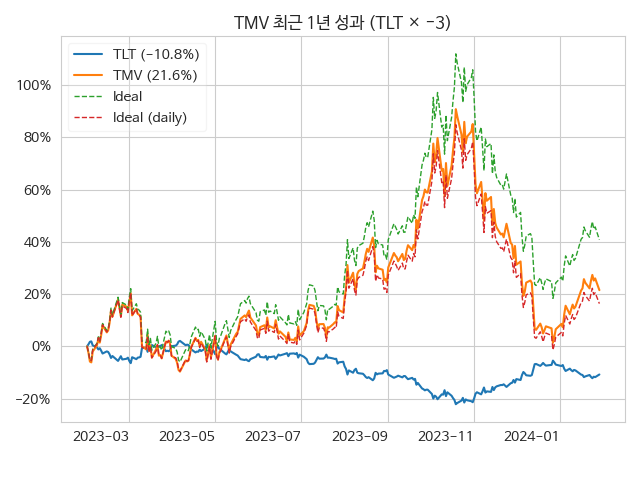 TMV 최근 1년 성과 (TLT × −3)
TLT (−10.8%)
TMV (21.6%)
Ideal
Ideal (daily)
100%
80%
60%
40%
20%
0%
−20%
2023−03 2023−05 2023−07 2023−09 2023−11 2024−01